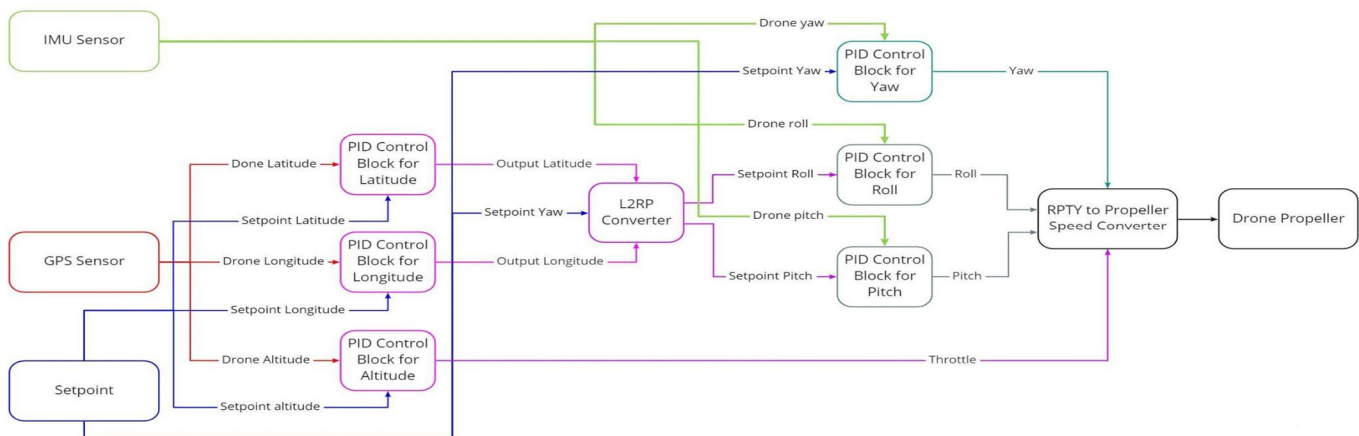 Drone yaw
IMU Sensor
PID Control
Block for
Yaw
Setpoint Yaw
Yaw
Drone roll
PID Control
Block for
Latitude
Done Latitude
Output Latitude
PID Control
Block for
Roll
Setpoint Roll
Roll
Setpoint Latitude
Setpoint Yaw
L2RP
Converter
Drone pitch
RPTY to Propeller
Speed Converter
Drone Propeller
GPS Sensor
Drone Longitude
PID Control
Block for
Longitude
Output Longitude
Setpoint Pitch
PID Control
Block for
Pitch
Pitch
Setpoint Longitude
Drone Altitude
PID Control
Block for
Altitude
Throttle
Setpoint
Setpoint altitude